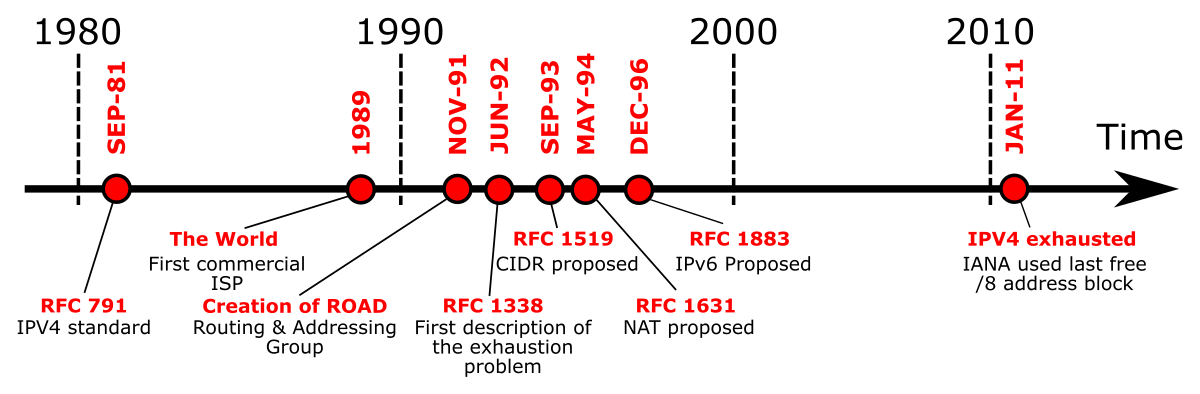 1980
1990
2000
2010
SEP-81
1989
NOV-91
JUN-92
SEP-93
MAY-94
DEC-96
JAN-11
Time
The World
First commercial
ISP
RFC 1519
CIDR proposed
RFC 1883
IPv6 Proposed
IPV4 exhausted
IANA used last free
/8 address block
RFC 791
IPV4 standard
Creation of ROAD
Routing & Addressing
Group
RFC 1338
First description of
the exhaustion
problem
RFC 1631
NAT proposed